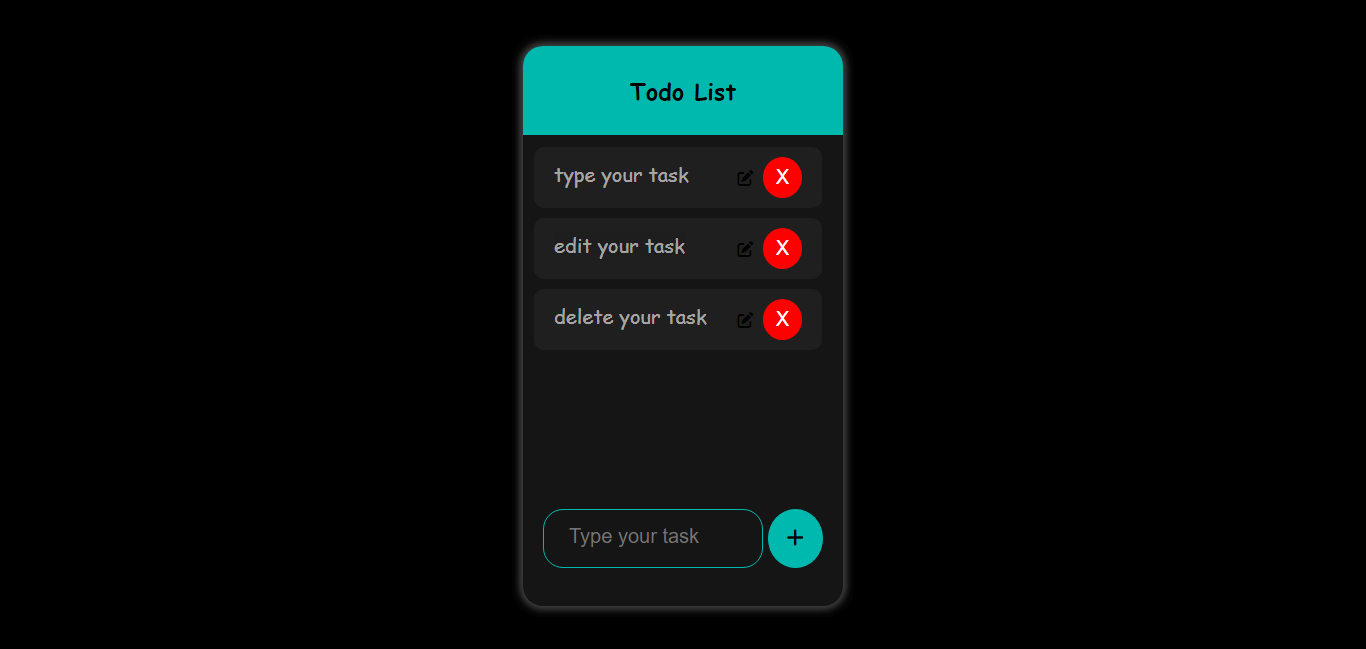 Todo List
type your task X
edit your task X
delete your task X
Type your task +